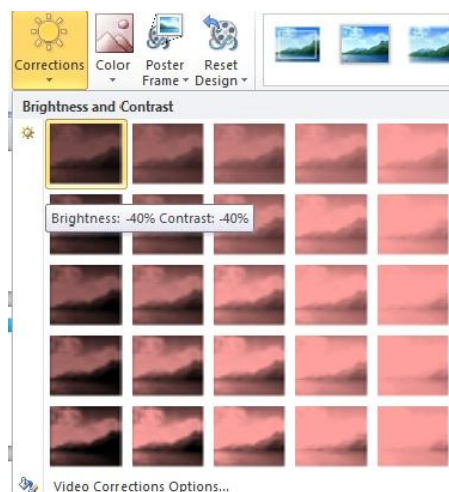 Corrections Color Poster Frame Reset Design
Brightness and Contrast
Brightness: -40% Contrast: -40%
Video Corrections Options...